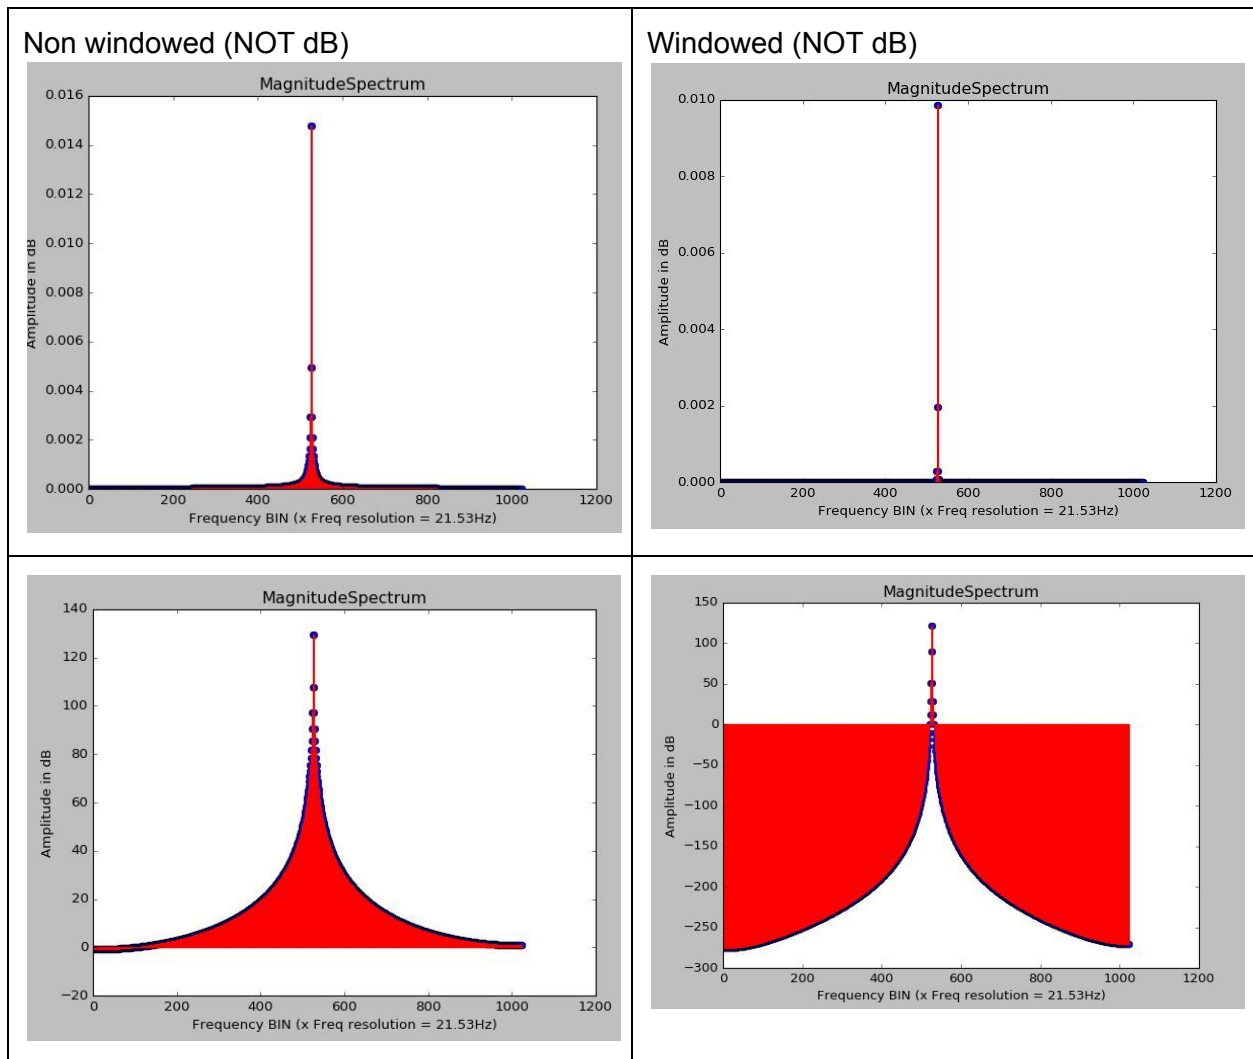 Non windowed (NOT dB)
MagnitudeSpectrum
0.016
0.014
0.012
0.010
0.008
0.006
0.004
0.002
0.000
Amplitude in dB
0 200 400 600 800 1000 1200
Frequency BIN (x Freq resolution = 21.53Hz)
Windowed (NOT dB)
MagnitudeSpectrum
0.010
0.008
0.006
0.004
0.002
0.000
Amplitude in dB
0 200 400 600 800 1000 1200
Frequency BIN (x Freq resolution = 21.53Hz)
MagnitudeSpectrum
140
120
100
80
60
40
20
0
−20
Amplitude in dB
0 200 400 600 800 1000 1200
Frequency BIN (x Freq resolution = 21.53Hz)
MagnitudeSpectrum
150
100
50
0
−50
−100
−150
−200
−250
−300
Amplitude in dB
0 200 400 600 800 1000 1200
Frequency BIN (x Freq resolution = 21.53Hz)